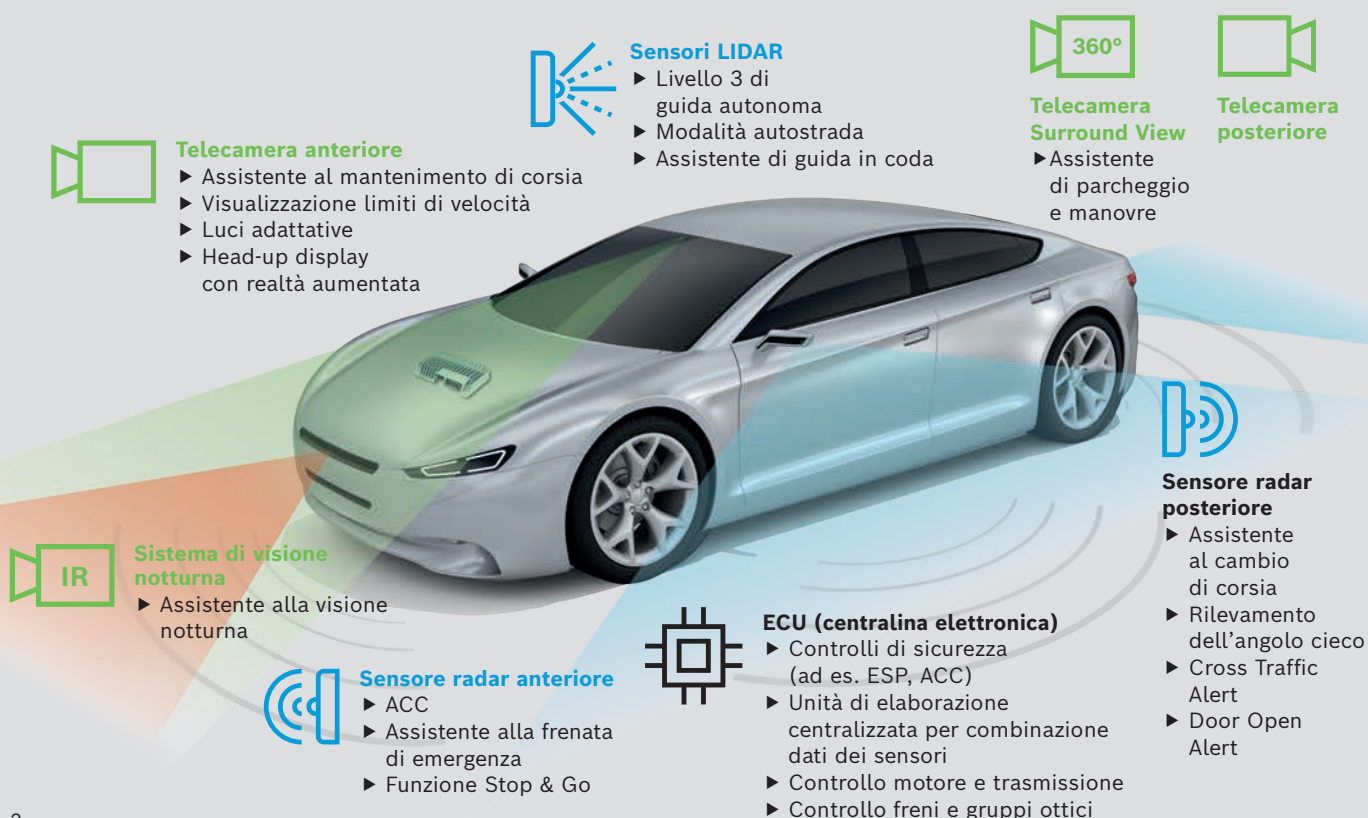 Sensori LIDAR
▶ Livello 3 di
guida autonoma
▶ Modalità autostrada
▶ Assistente di guida in coda
360°
Telecamera
Surround View
▶Assistente
di parcheggio
e manovre
Telecamera
posteriore
Telecamera anteriore
▶ Assistente al mantenimento di corsia
▶ Visualizzazione limiti di velocità
▶ Luci adattative
▶ Head-up display
con realtà aumentata
Sensore radar
posteriore
▶ Assistente
al cambio
di corsia
▶ Rilevamento
dell'angolo cieco
▶ Cross Traffic
Alert
▶ Door Open
Alert
IR
Sistema di visione
notturna
▶ Assistente alla visione
notturna
Sensore radar anteriore
▶ ACC
▶ Assistente alla frenata
di emergenza
▶ Funzione Stop & Go
ECU (centralina elettronica)
▶ Controlli di sicurezza
(ad es. ESP, ACC)
▶ Unità di elaborazione
centralizzata per combinazione
dati dei sensori
▶ Controllo motore e trasmissione
▶ Controllo freni e gruppi ottici